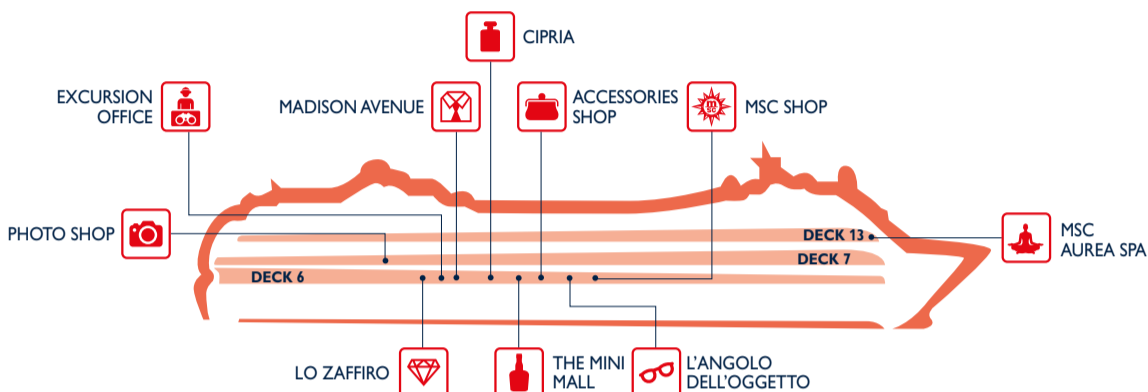 CIPRIA
EXCURSION
OFFICE
MADISON AVENUE
ACCESSORIES
SHOP
msc
MSC SHOP
PHOTO SHOP
DECK 13
DECK 7
DECK 6
MSC
AUREA SPA
LO ZAFFIRO
THE MINI
MALL
L'ANGOLO
DELL'OGGETTO